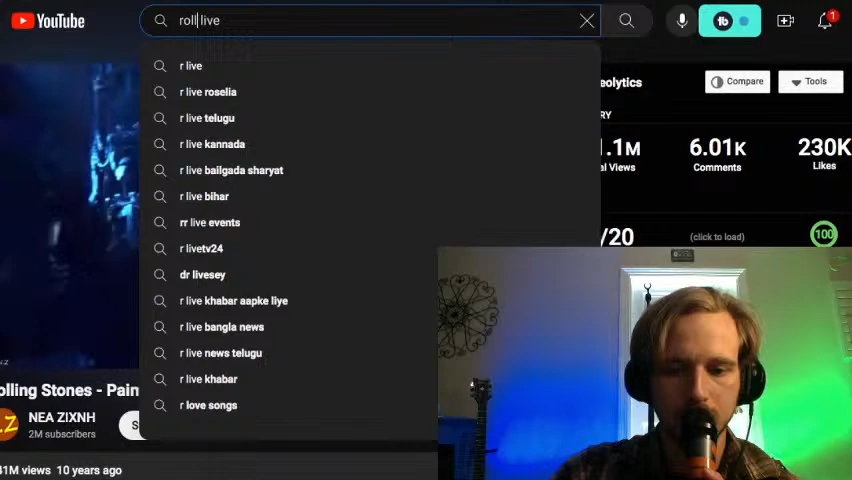 YouTube
roll live
1b
1
r live
r live roselia
r live telugu
r live kannada
r live bailgada sharyat
r live bihar
rr live events
r livetv24
dr livesey
r live khabar aapke liye
r live bangla news
r live news telugu
r live khabar
r love songs
eolytics
Compare
Tools
RY
.1M
6.01K
230K
al Views
Comments
Likes
/20
(click to load)
100
olling Stones - Pain
NEA ZIXNH
2M subscribers
S
41M views 10 years ago